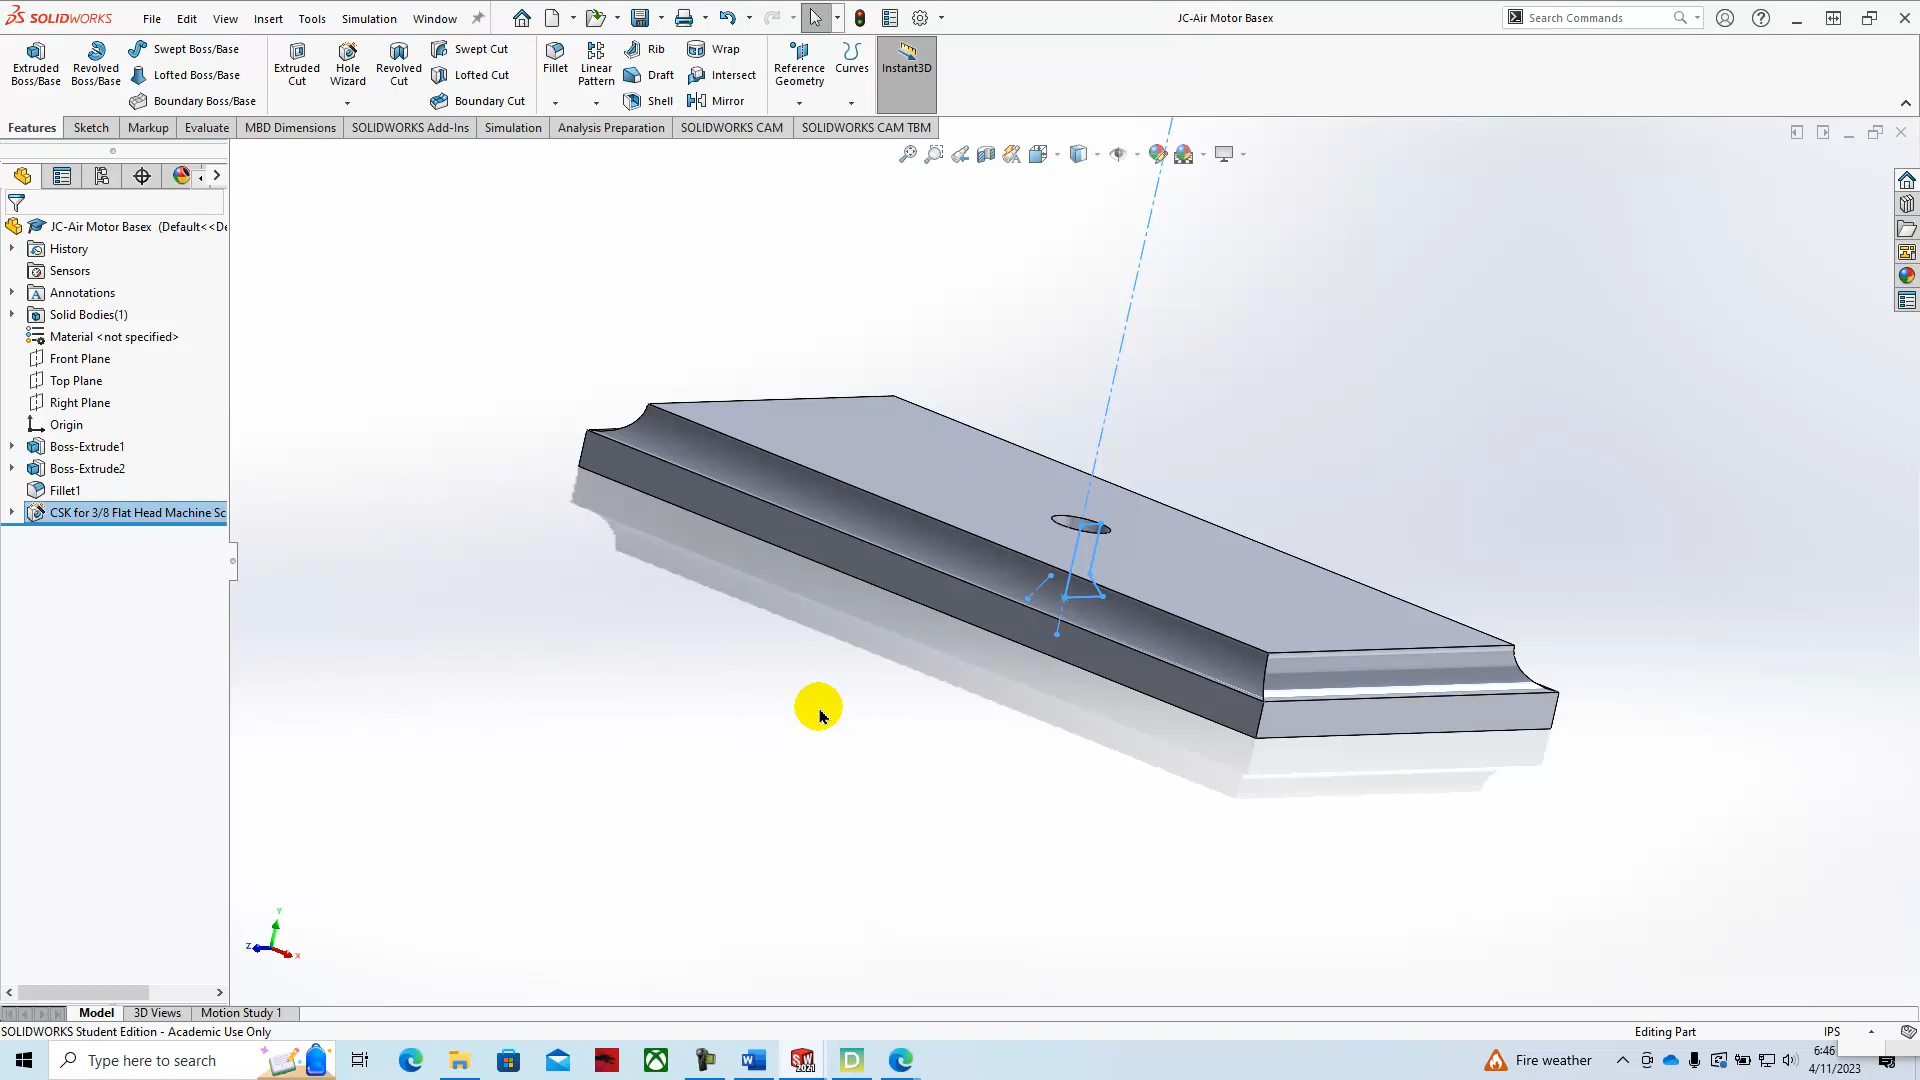 SOLIDWORKS File Edit View Insert Tools Simulation Window JC-Air Motor Basex Search Commands
Extruded Boss/Base
Revolved Boss/Base
Swept Boss/Base
Lofted Boss/Base
Boundary Boss/Base
Extruded Cut
Hole Wizard
Revolved Cut
Swept Cut
Lofted Cut
Boundary Cut
Fillet
Linear Pattern
Rib
Draft
Shell
Wrap
Intersect
Mirror
Reference Geometry
Curves
Instant3D
Features Sketch Markup Evaluate MBD Dimensions SOLIDWORKS Add-Ins Simulation Analysis Preparation SOLIDWORKS CAM SOLIDWORKS CAM TBM
JC-Air Motor Basex (Default<<De
History
Sensors
Annotations
Solid Bodies(1)
Material <not specified>
Front Plane
Top Plane
Right Plane
Origin
Boss-Extrude1
Boss-Extrude2
Fillet1
CSK for 3/8 Flat Head Machine Sc
Y
Z
X
Model 3D Views Motion Study 1
SOLIDWORKS Student Edition - Academic Use Only Editing Part IPS
Type here to search SW 2021 Fire weather 6:46
4/11/2023